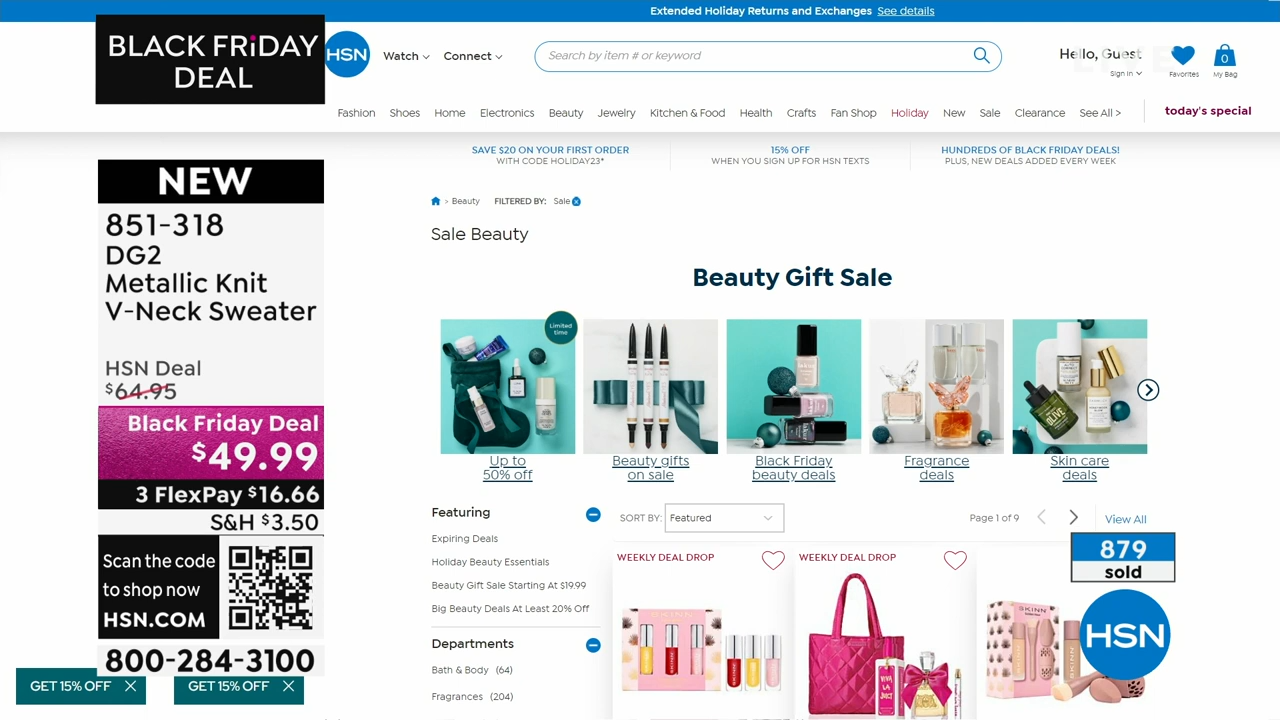 Extended Holiday Returns and Exchanges See details
BLACK FRiDAY
DEAL
HSN
Watch
Connect
Search by item # or keyword
Hello, Guest
Sign in
Favorites
0
My Bag
Fashion Shoes Home Electronics Beauty Jewelry Kitchen & Food Health Crafts Fan Shop Holiday New Sale Clearance See All >
today's special
SAVE $20 ON YOUR FIRST ORDER
WITH CODE HOLIDAY23*
15% OFF
WHEN YOU SIGN UP FOR HSN TEXTS
HUNDREDS OF BLACK FRIDAY DEALS!
PLUS, NEW DEALS ADDED EVERY WEEK
NEW
851-318
DG2
Metallic Knit
V-Neck Sweater
HSN Deal
$64.95
Black Friday Deal
$49.99
3 FlexPay $16.66
S&H $3.50
Scan the code
to shop now
HSN.COM
800-284-3100
GET 15% OFF
GET 15% OFF
> Beauty FILTERED BY: Sale
Sale Beauty
Beauty Gift Sale
Limited
time
OLIVE
Up to
50% off
Beauty gifts
on sale
Black Friday
beauty deals
Fragrance
deals
Skin care
deals
Featuring
Expiring Deals
Holiday Beauty Essentials
Beauty Gift Sale Starting At $19.99
Big Beauty Deals At Least 20% Off
Departments
Bath & Body (64)
Fragrances (204)
SORT BY: Featured
Page 1 of 9
View All
WEEKLY DEAL DROP
WEEKLY DEAL DROP
SKINN
VIVA LA
JUICY
SKINN
879
sold
HSN